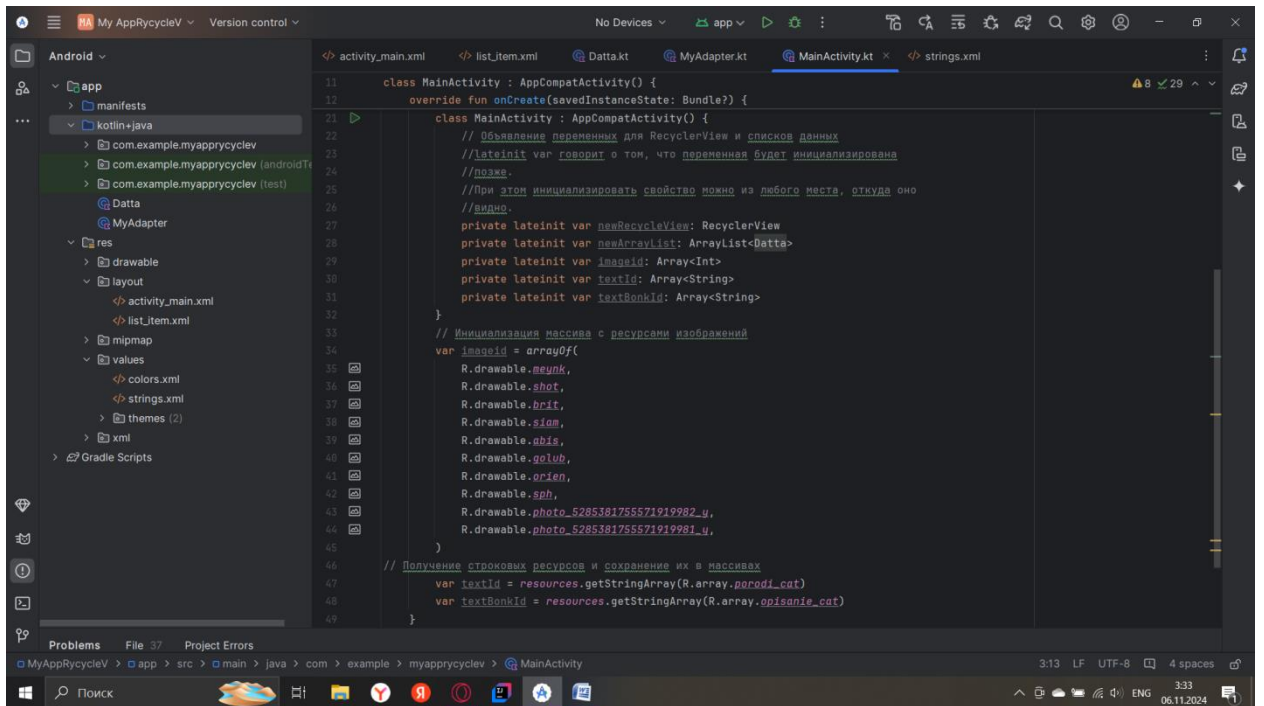 MA My AppRycycleV Version control No Devices app
Android
app
manifests
kotlin+java
com.example.myapprycyclev
com.example.myapprycyclev (androidTe
com.example.myapprycyclev (test)
Datta
MyAdapter
res
drawable
layout
activity_main.xml
list_item.xml
mipmap
values
colors.xml
strings.xml
themes (2)
xml
Gradle Scripts
activity_main.xml list_item.xml Datta.kt MyAdapter.kt MainActivity.kt strings.xml
8 29
11 class MainActivity : AppCompatActivity() {
12 override fun onCreate(savedInstanceState: Bundle?) {
21 class MainActivity : AppCompatActivity() {
22 // Объявление переменных для RecyclerView и списков данных
23 //lateinit var говорит о том, что переменная будет инициализирована
24 //позже.
25 //При этом инициализировать свойство можно из любого места, откуда оно
26 //видно.
27 private lateinit var newRecycleView: RecyclerView
28 private lateinit var newArrayList: ArrayList<Datta>
29 private lateinit var imageid: Array<Int>
30 private lateinit var textId: Array<String>
31 private lateinit var textBonkId: Array<String>
32 }
33 // Инициализация массива с ресурсами изображений
34 var imageid = arrayOf(
35 R.drawable.meynk,
36 R.drawable.shot,
37 R.drawable.brit,
38 R.drawable.siam,
39 R.drawable.abis,
40 R.drawable.golub,
41 R.drawable.orien,
42 R.drawable.sph,
43 R.drawable.photo_5285381755571919982_y,
44 R.drawable.photo_5285381755571919981_y,
45 )
46 // Получение строковых ресурсов и сохранение их в массивах
47 var textId = resources.getStringArray(R.array.porodi_cat)
48 var textBonkId = resources.getStringArray(R.array.opisanie_cat)
49 }
Problems File 37 Project Errors
MyAppRycycleV > app > src > main > java > com > example > myapprycyclev > MainActivity 3:13 LF UTF-8 4 spaces
Поиск ENG 3:33
06.11.2024